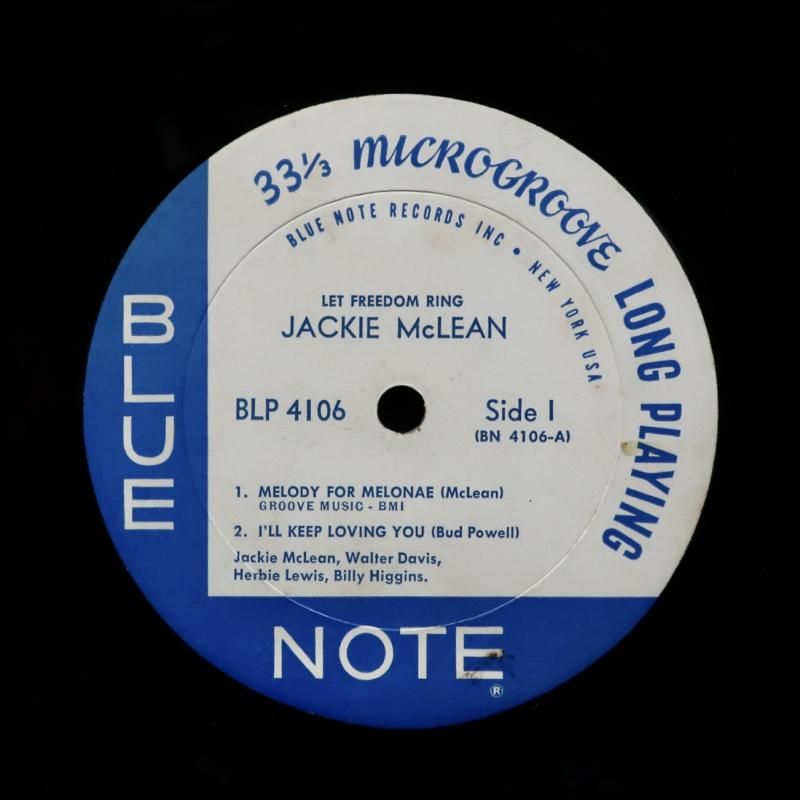 33⅓ MICROGROOVE LONG PLAYING
BLUE NOTE RECORDS INC • NEW YORK USA
LET FREEDOM RING
JACKIE McLEAN
BLP 4106
Side 1
(BN 4106-A)
1. MELODY FOR MELONAE (McLean)
GROOVE MUSIC - BMI
2. I'LL KEEP LOVING YOU (Bud Powell)
Jackie McLean, Walter Davis,
Herbie Lewis, Billy Higgins.
BLUE
NOTE
®